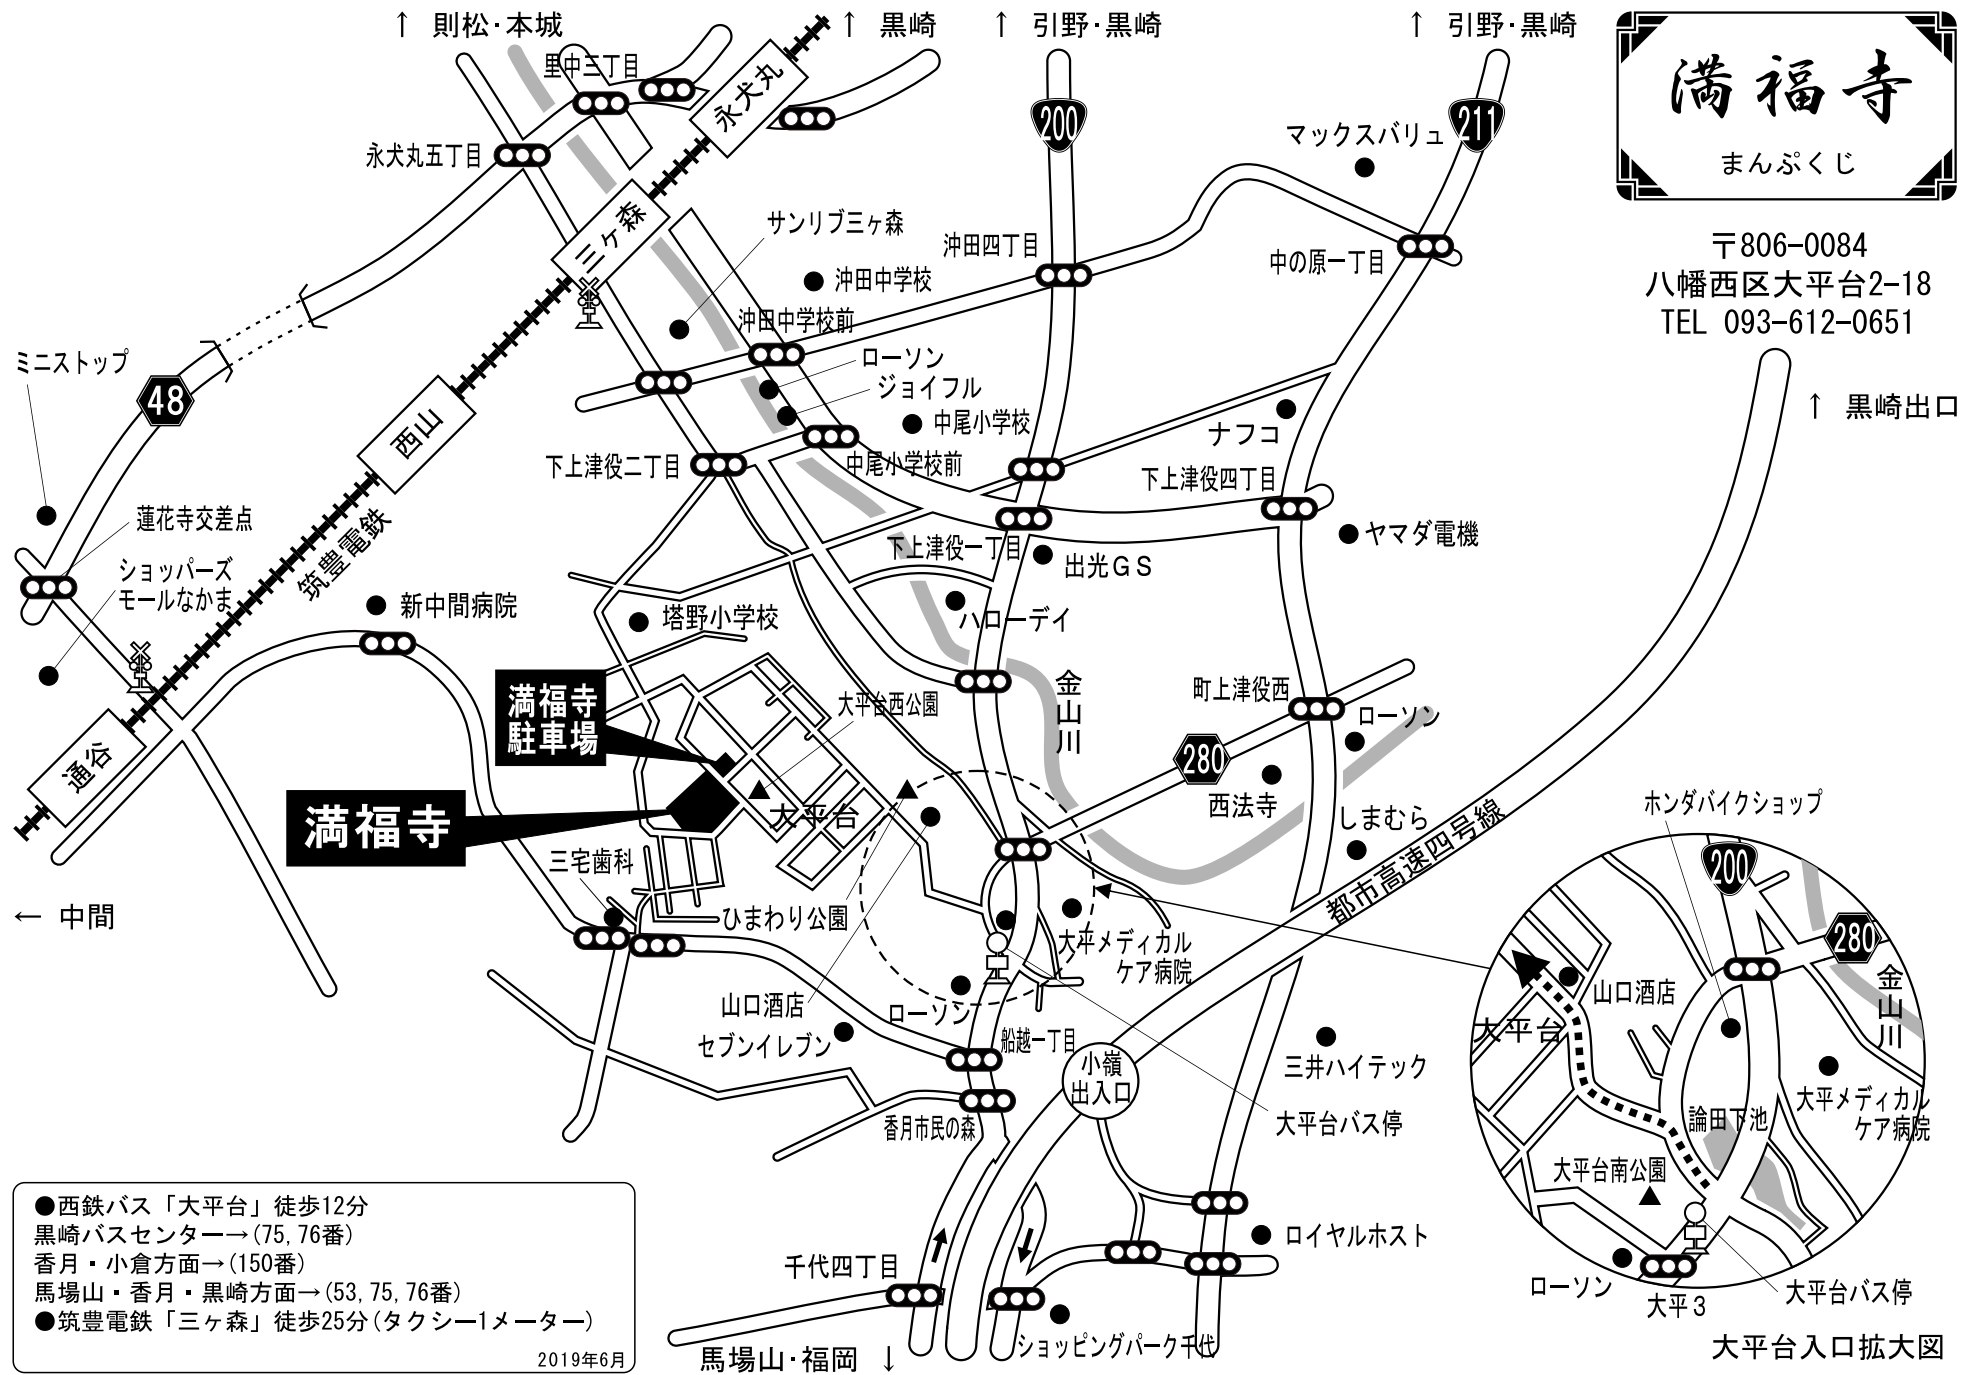 ↑ 則松・本城
↑ 黒崎
↑ 引野・黒崎
↑ 引野・黒崎
満福寺
まんぷくじ
〒806-0084
八幡西区大平台2-18
TEL 093-612-0651
↑ 黒崎出口
里中三丁目
永犬丸
永犬丸五丁目
200
211
マックスバリュ
三ヶ森
サンリブ三ヶ森
沖田四丁目
中の原一丁目
沖田中学校
沖田中学校前
ミニストップ
48
ローソン
ジョイフル
西山
中尾小学校
ナフコ
下上津役二丁目
中尾小学校前
下上津役四丁目
蓮花寺交差点
筑豊電鉄
下上津役一丁目
ヤマダ電機
出光GS
ショッパーズ
モールなかま
新中間病院
塔野小学校
ハローデイ
満福寺
駐車場
大平台西公園
金山川
町上津役西
ローソン
280
通谷
西法寺
満福寺
大平台
しまむら
都市高速四号線
ホンダバイクショップ
三宅歯科
← 中間
ひまわり公園
大平メディカル
ケア病院
200
280
金山川
山口酒店
大平台
山口酒店
ローソン
セブンイレブン
船越一丁目
小嶺
出入口
三井ハイテック
大平メディカル
ケア病院
論田下池
香月市民の森
大平台バス停
大平台南公園
●西鉄バス「大平台」徒歩12分
黒崎バスセンター→(75,76番)
香月・小倉方面→(150番)
馬場山・香月・黒崎方面→(53,75,76番)
●筑豊電鉄「三ヶ森」徒歩25分(タクシー1メーター)
2019年6月
千代四丁目
ロイヤルホスト
ローソン
大平3
大平台バス停
ショッピングパーク千代
馬場山・福岡 ↓
大平台入口拡大図